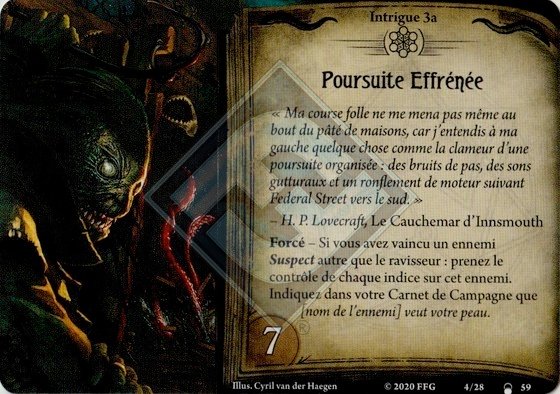 Intrigue 3a
Poursuite Effrénée
« Ma course folle ne me mena pas même au
bout du pâté de maisons, car j'entendis à ma
gauche quelque chose comme la clameur d'une
poursuite organisée : des bruits de pas, des sons
gutturaux et un ronflement de moteur suivant
Federal Street vers le sud. »
– H. P. Lovecraft, Le Cauchemar d'Innsmouth
Forcé – Si vous avez vaincu un ennemi
Suspect autre que le ravisseur : prenez le
contrôle de chaque indice sur cet ennemi.
Indiquez dans votre Carnet de Campagne que
[nom de l'ennemi] veut votre peau.
7
Illus. Cyril van der Haegen
© 2020 FFG
4/28
59